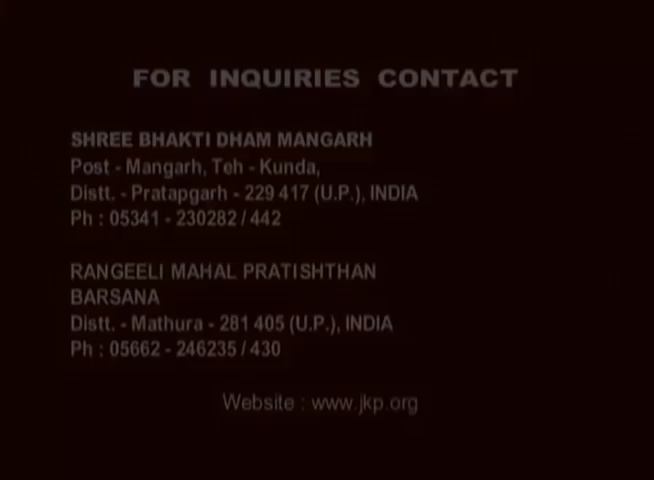 FOR INQUIRIES CONTACT
SHREE BHAKTI DHAM MANGARH
Post - Mangarh, Teh - Kunda,
Distt. - Pratapgarh - 229 417 (U.P.), INDIA
Ph : 05341 - 230282 / 442
RANGEELI MAHAL PRATISHTHAN
BARSANA
Distt. - Mathura - 281 405 (U.P.), INDIA
Ph : 05662 - 246235 / 430
Website : www.jkp.org